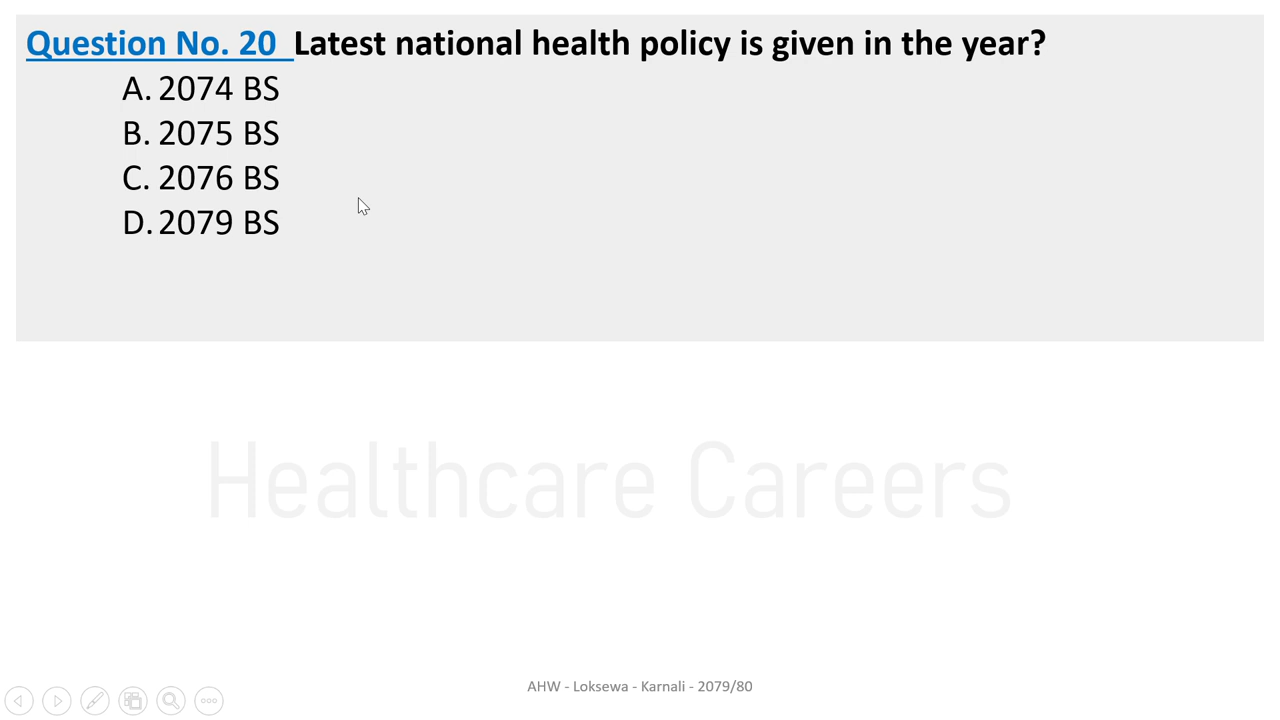 Question No. 20 Latest national health policy is given in the year?
A. 2074 BS
B. 2075 BS
C. 2076 BS
D. 2079 BS
Healthcare Careers
AHW - Loksewa - Karnali - 2079/80